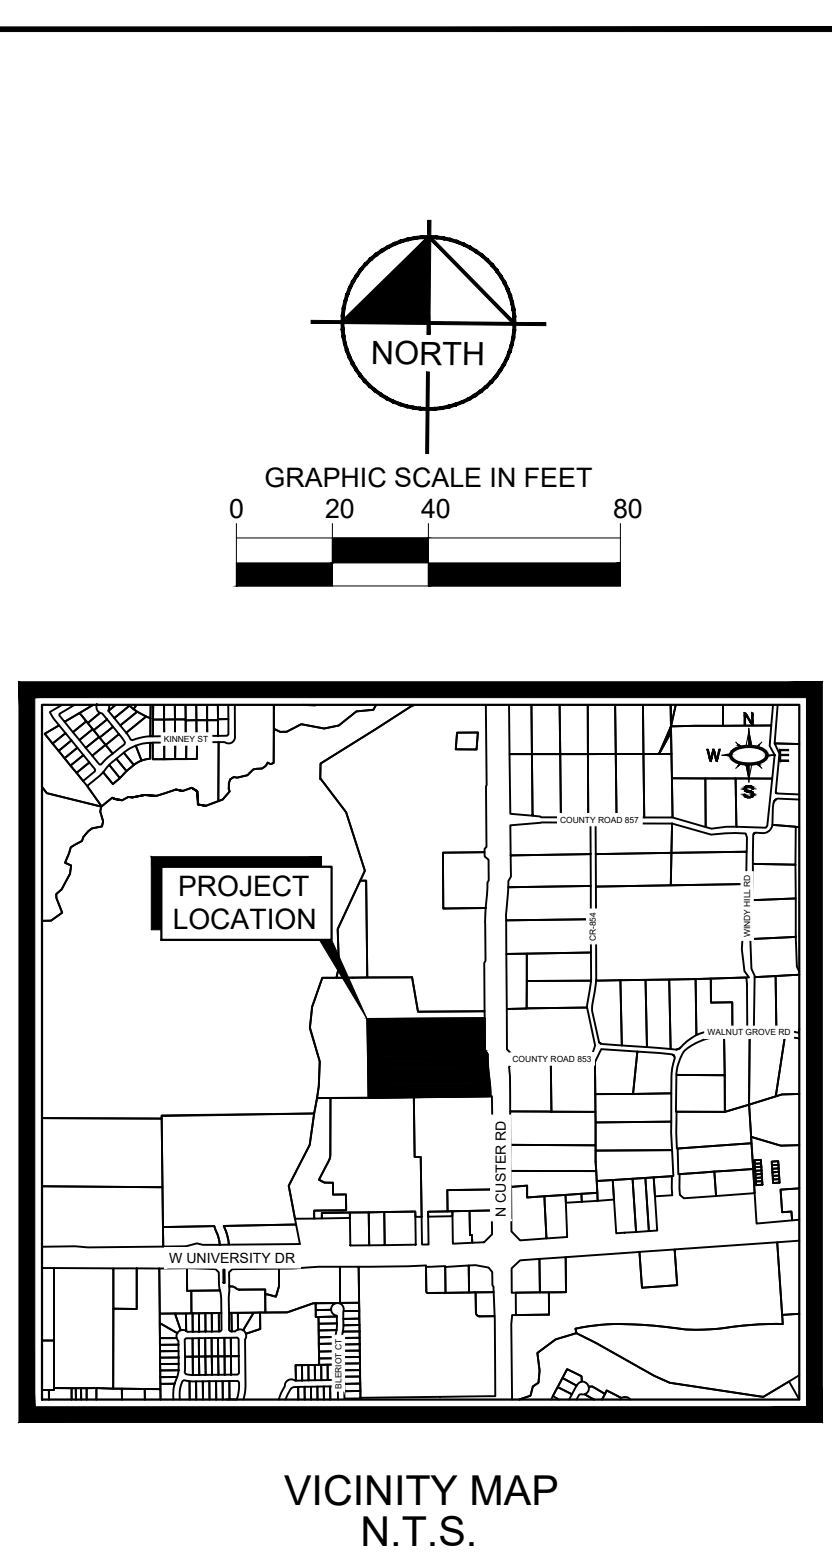 NORTH
GRAPHIC SCALE IN FEET
0 20 40 80
KINNEY ST
N
W E
S
COUNTY ROAD 857
PROJECT
LOCATION
CR-854
WINDY HILL RD
WALNUT GROVE RD
COUNTY ROAD 853
N CUSTER RD
W UNIVERSITY DR
BLERIOT CT
VICINITY MAP
N.T.S.